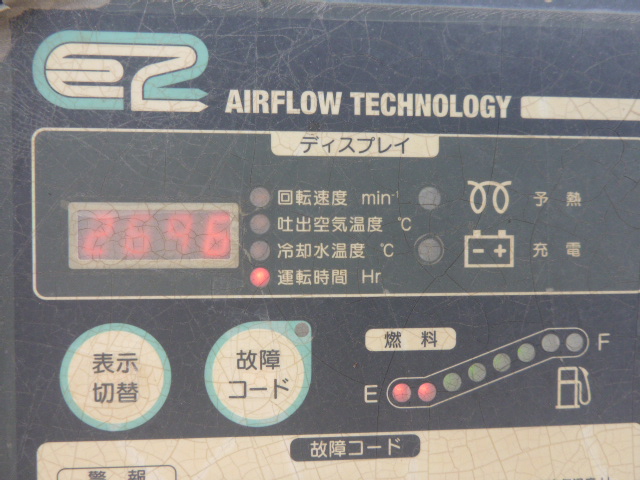 AIRFLOW TECHNOLOGY
ディスプレイ
2696
回転速度 min-¹
吐出空気温度 ℃
冷却水温度 ℃
運転時間 Hr
予熱
充電
表示
切替
故障
コード
燃料
E
F
故障コード
警報